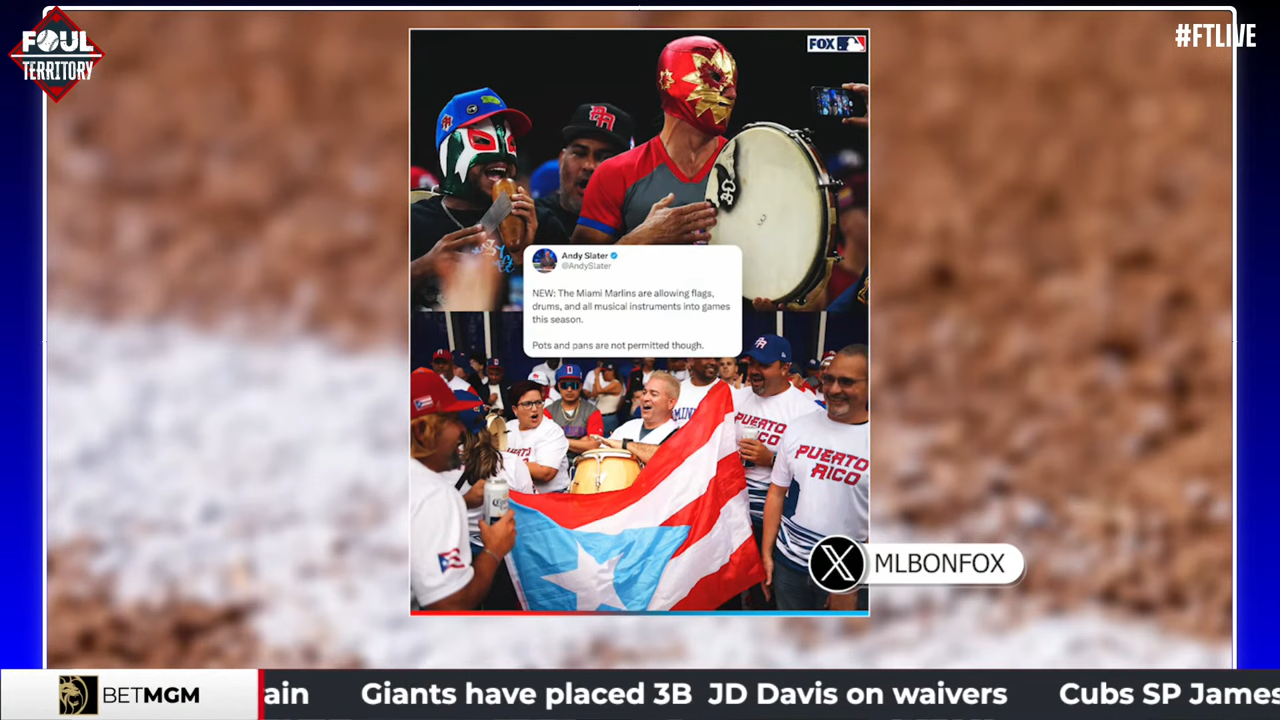 FOUL
TERRITORY
#FTLIVE
FOX MLB
Andy Slater
@AndySlater
NEW: The Miami Marlins are allowing flags,
drums, and all musical instruments into games
this season.
Pots and pans are not permitted though.
PUERTO
RICO
PUERTO
RICO
X MLBONFOX
BETMGM
ain Giants have placed 3B JD Davis on waivers Cubs SP James